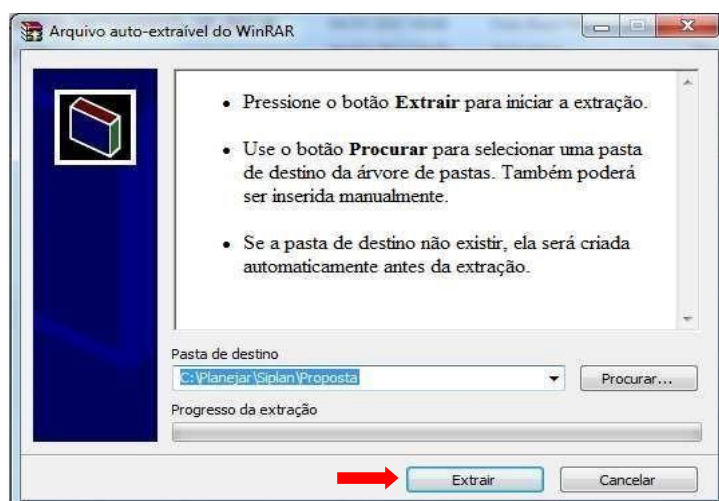 Arquivo auto-extraível do WinRAR
• Pressione o botão Extrair para iniciar a extração.
• Use o botão Procurar para selecionar uma pasta
de destino da árvore de pastas. Também poderá
ser inserida manualmente.
• Se a pasta de destino não existir, ela será criada
automaticamente antes da extração.
Pasta de destino
C:\Planejar\Siplan\Proposta
Procurar...
Progresso da extração
Extrair
Cancelar